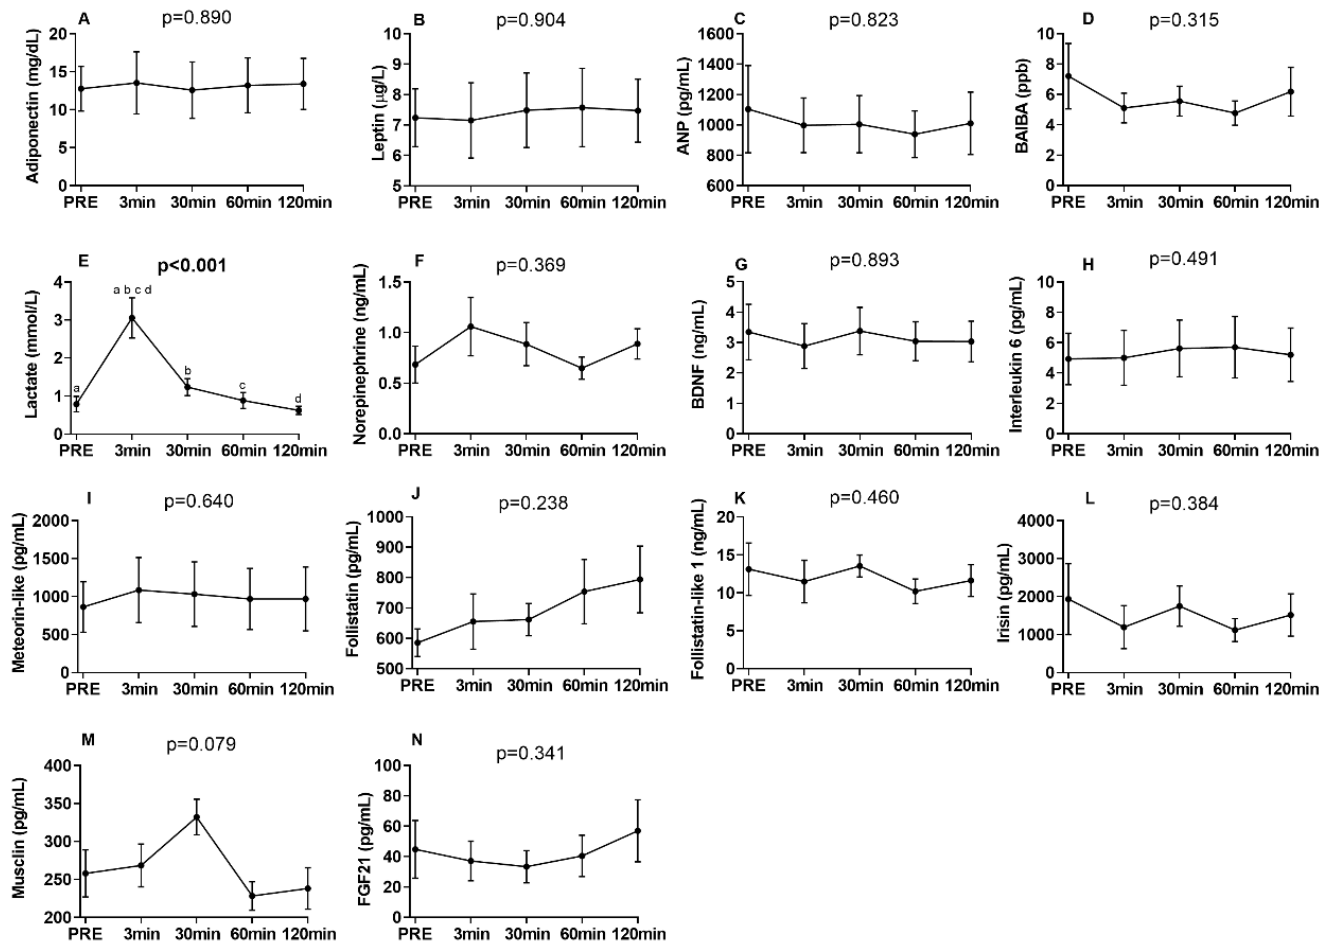 A p=0.890
Adiponectin (mg/dL)
20
15
10
5
0
PRE 3min 30min 60min 120min
B p=0.904
Leptin (µg/L)
10
9
8
7
6
5
PRE 3min 30min 60min 120min
C p=0.823
ANP (pg/mL)
1600
1400
1200
1000
800
600
PRE 3min 30min 60min 120min
D p=0.315
BAIBA (ppb)
10
8
6
4
2
0
PRE 3min 30min 60min 120min
E p<0.001
Lactate (mmol/L)
4
3
2
1
0
a b c d
a
b
c
d
PRE 3min 30min 60min 120min
F p=0.369
Norepinephrine (ng/mL)
1.5
1.0
0.5
0.0
PRE 3min 30min 60min 120min
G p=0.893
BDNF (ng/mL)
5
4
3
2
1
0
PRE 3min 30min 60min 120min
H p=0.491
Interleukin 6 (pg/mL)
10
8
6
4
2
0
PRE 3min 30min 60min 120min
I p=0.640
Meteorin-like (pg/mL)
2000
1500
1000
500
0
PRE 3min 30min 60min 120min
J p=0.238
Follistatin (pg/mL)
1000
900
800
700
600
500
PRE 3min 30min 60min 120min
K p=0.460
Follistatin-like 1 (ng/mL)
20
15
10
5
0
PRE 3min 30min 60min 120min
L p=0.384
Irisin (pg/mL)
4000
3000
2000
1000
0
PRE 3min 30min 60min 120min
M p=0.079
Musclin (pg/mL)
400
350
300
250
200
PRE 3min 30min 60min 120min
N p=0.341
FGF21 (pg/mL)
100
80
60
40
20
0
PRE 3min 30min 60min 120min